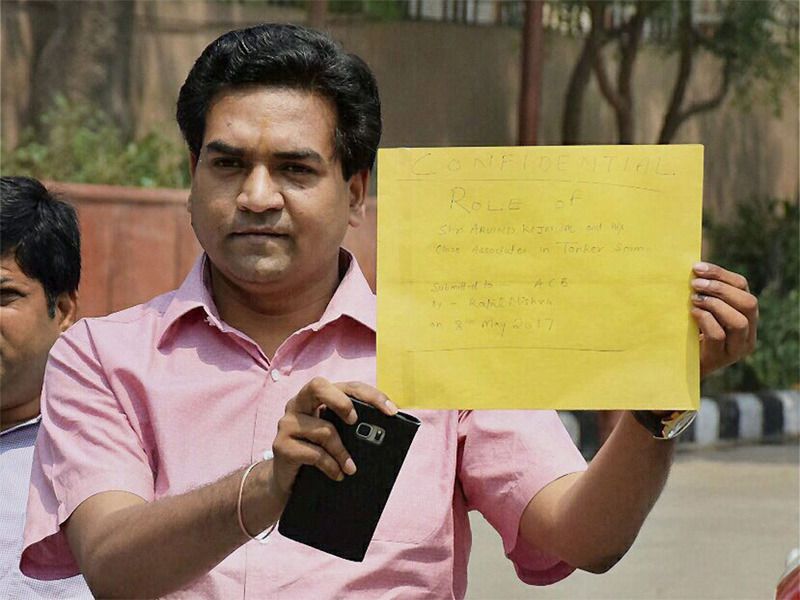 CONFIDENTIAL
ROLE of
Shri ARVIND KEJRIWAL and his
Close Associates in Tanker Scam.
Submitted to - ACB
by - Kapil Mishra
on 8th May 2017